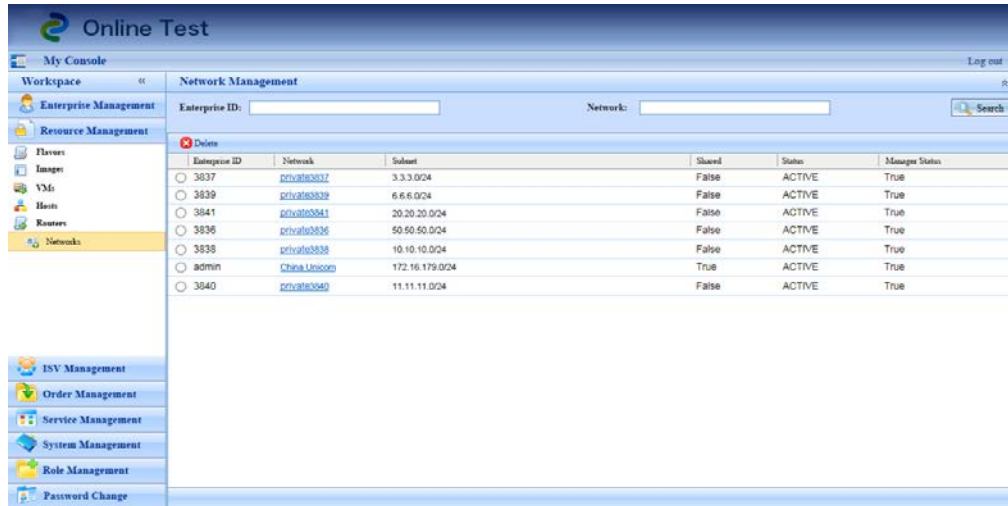 Online Test
My Console
Log out
Workspace «
Network Management
Enterprise Management
Enterprise ID:
Network:
Search
Resource Management
Delete
Flavors
Images
VMs
Hosts
Routers
Networks
Enterprise ID Network Subnet Shared Status Manager Status
3837 private3837 3.3.3.0/24 False ACTIVE True
3839 private3839 6.6.6.0/24 False ACTIVE True
3841 private3841 20.20.20.0/24 False ACTIVE True
3836 private3836 50.50.50.0/24 False ACTIVE True
3838 private3838 10.10.10.0/24 False ACTIVE True
admin China Unicom 172.16.179.0/24 True ACTIVE True
3840 private3840 11.11.11.0/24 False ACTIVE True
ISV Management
Order Management
Service Management
System Management
Role Management
Password Change